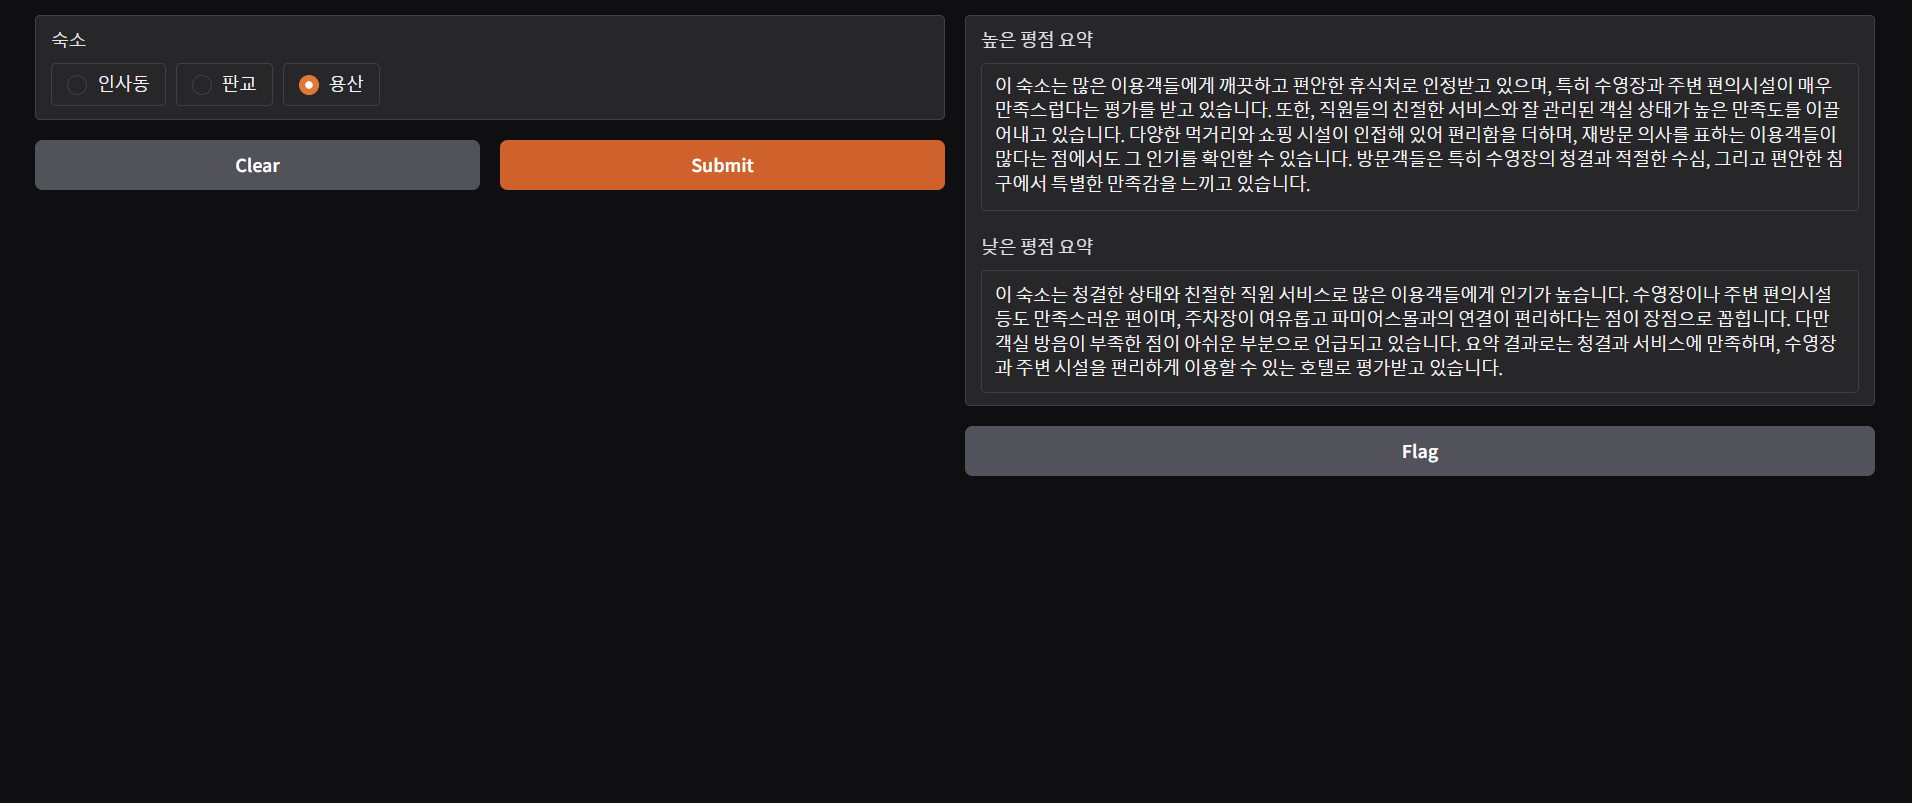 숙소
인사동 판교 용산
Clear Submit
높은 평점 요약
이 숙소는 많은 이용객들에게 깨끗하고 편안한 휴식처로 인정받고 있으며, 특히 수영장과 주변 편의시설이 매우
만족스럽다는 평가를 받고 있습니다. 또한, 직원들의 친절한 서비스와 잘 관리된 객실 상태가 높은 만족도를 이끌
어내고 있습니다. 다양한 먹거리와 쇼핑 시설이 인접해 있어 편리함을 더하며, 재방문 의사를 표하는 이용객들이
많다는 점에서도 그 인기를 확인할 수 있습니다. 방문객들은 특히 수영장의 청결과 적절한 수심, 그리고 편안한 침
구에서 특별한 만족감을 느끼고 있습니다.
낮은 평점 요약
이 숙소는 청결한 상태와 친절한 직원 서비스로 많은 이용객들에게 인기가 높습니다. 수영장이나 주변 편의시설
등도 만족스러운 편이며, 주차장이 여유롭고 파미어스몰과의 연결이 편리하다는 점이 장점으로 꼽힙니다. 다만
객실 방음이 부족한 점이 아쉬운 부분으로 언급되고 있습니다. 요약 결과로는 청결과 서비스에 만족하며, 수영장
과 주변 시설을 편리하게 이용할 수 있는 호텔로 평가받고 있습니다.
Flag